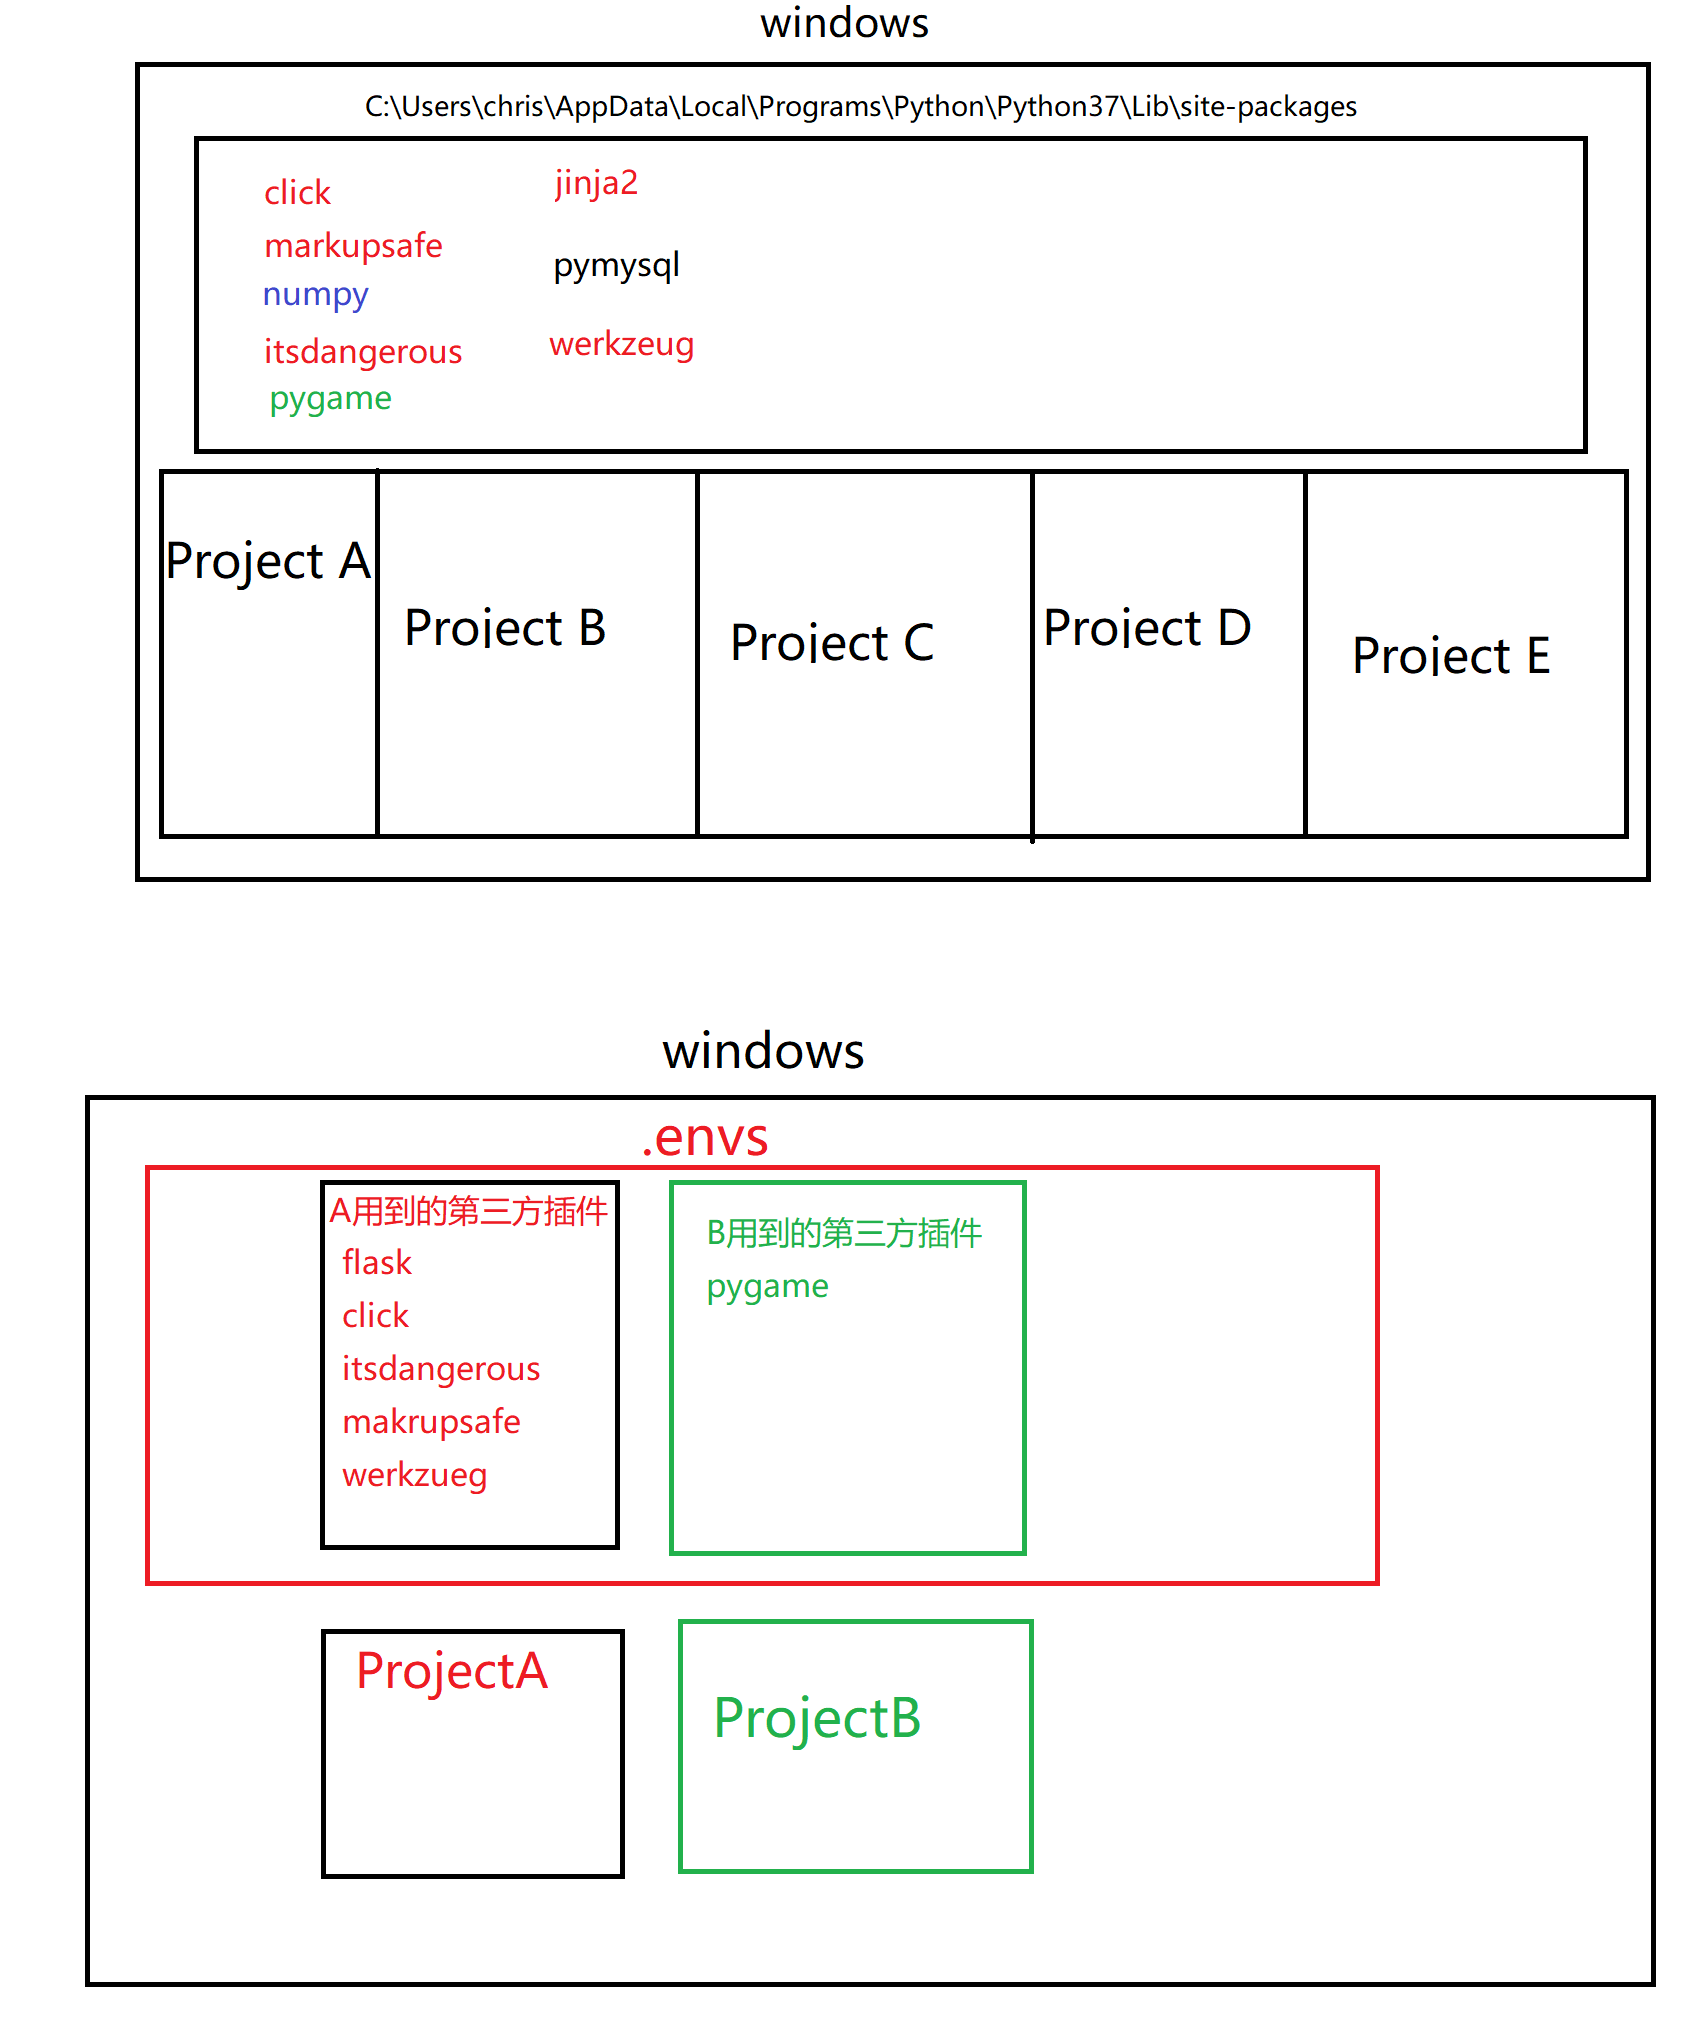 windows
C:\Users\chris\AppData\Local\Programs\Python\Python37\Lib\site-packages
click
markupsafe
numpy
itsdangerous
pygame
jinja2
pymysql
werkzeug
Project A
Project B
Project C
Project D
Project E
windows
.envs
A用到的第三方插件
flask
click
itsdangerous
makrupsafe
werkzueg
B用到的第三方插件
pygame
ProjectA
ProjectB